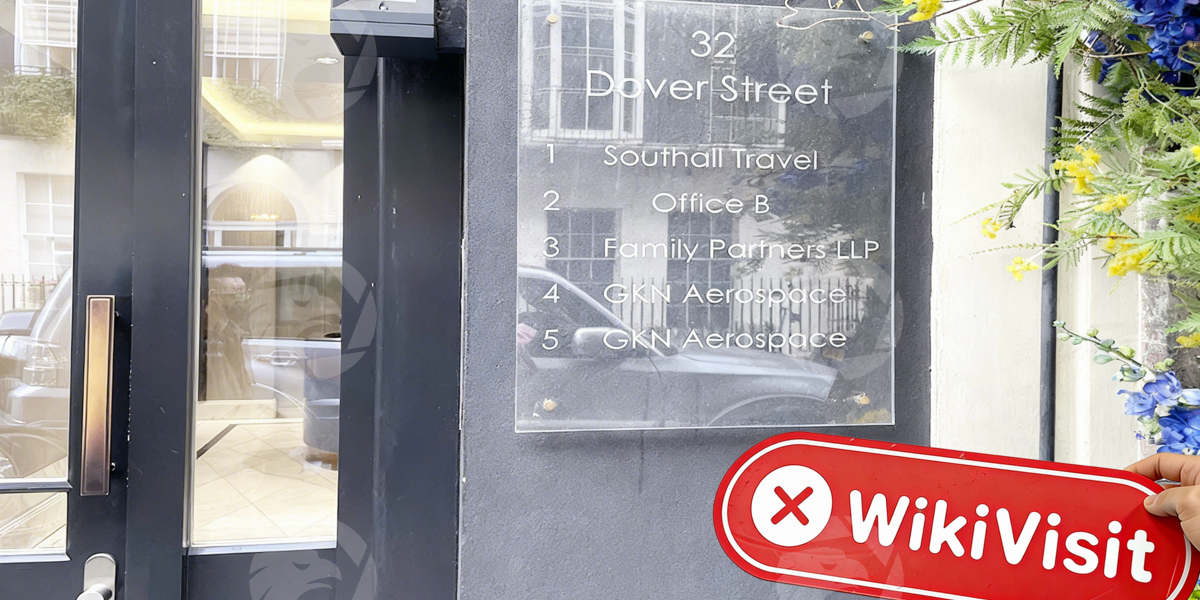 32
Dover Street
1 Southall Travel
2 Office B
3 Family Partners LLP
4 GKN Aerospace
5 GKN Aerospace
WikiVisit